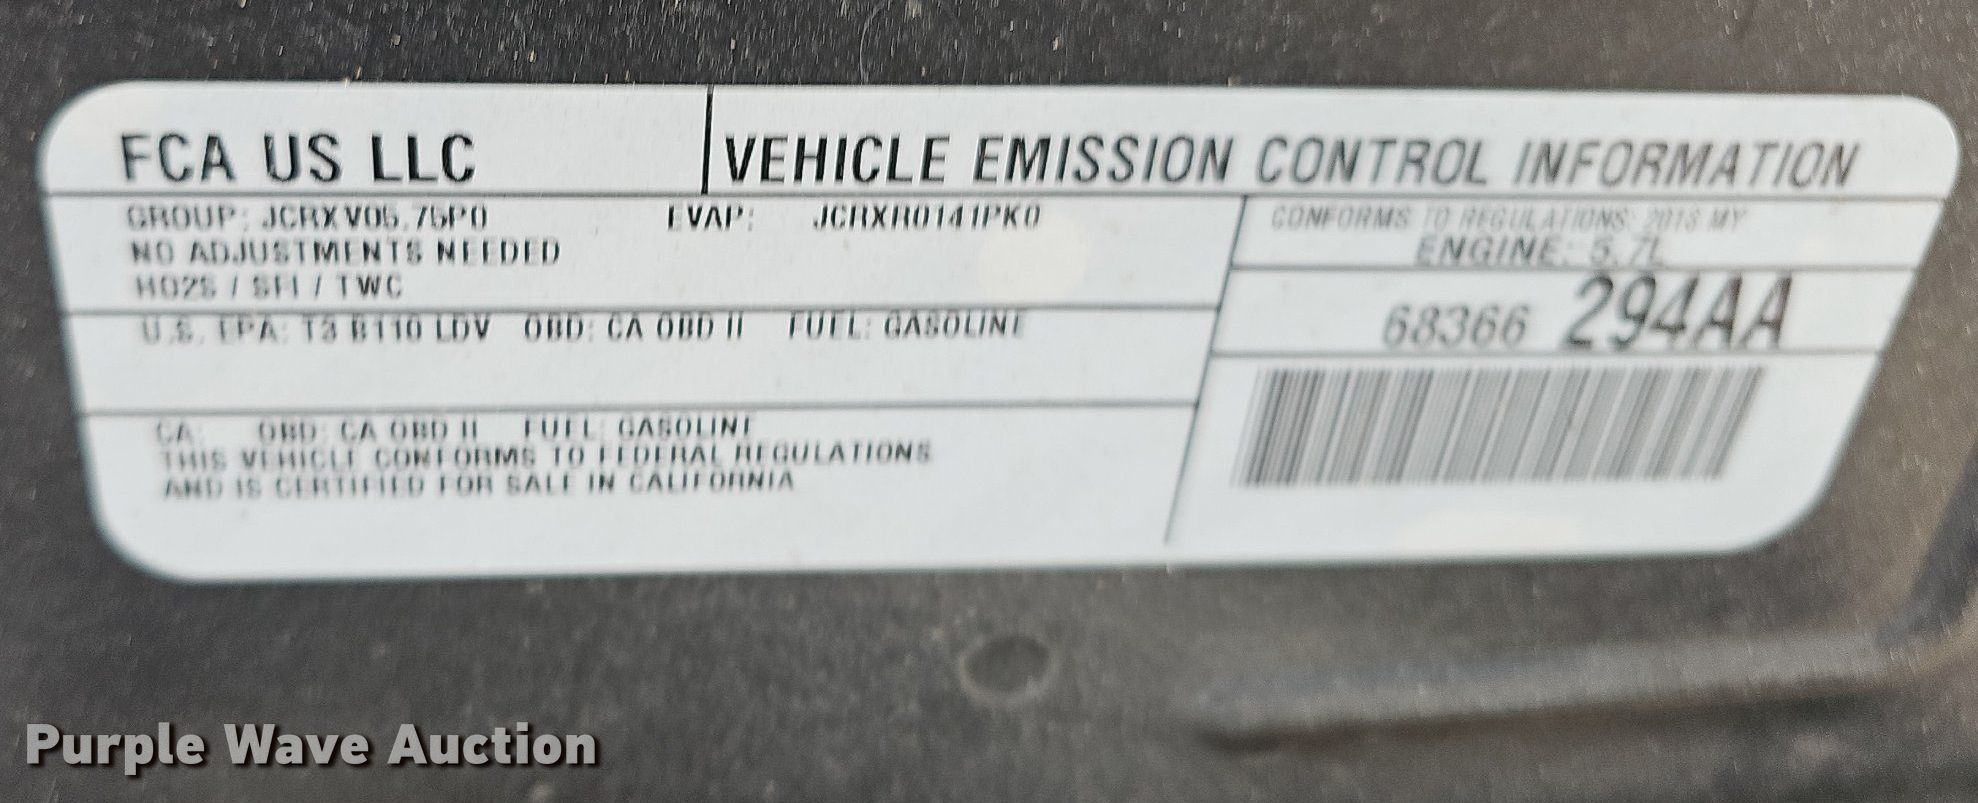 FCA US LLC
VEHICLE EMISSION CONTROL INFORMATION
GROUP: JCRXV05.75P0 EVAP: JCRXR0141PK0
NO ADJUSTMENTS NEEDED
HO2S / SFI / TWC
CONFORMS TO REGULATIONS: 2018 MY
ENGINE: 5.7L
68366 294AA
U.S. EPA: T3 B110 LDV OBD: CA OBD II FUEL: GASOLINE
CA: OBD: CA OBD II FUEL: GASOLINE
THIS VEHICLE CONFORMS TO FEDERAL REGULATIONS
AND IS CERTIFIED FOR SALE IN CALIFORNIA
Purple Wave Auction